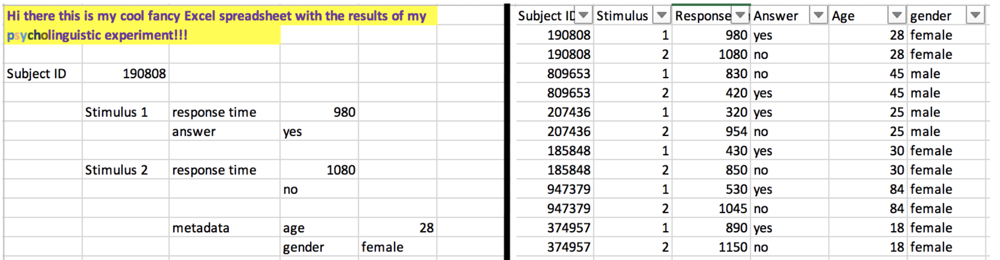 Hi there this is my cool fancy Excel spreadsheet with the results of my
psycholinguistic experiment!!!
Subject ID 190808
Stimulus 1 response time 980
answer yes
Stimulus 2 response time 1080
no
metadata age 28
gender female
Subject ID Stimulus Response Answer Age gender
190808 1 980 yes 28 female
190808 2 1080 no 28 female
809653 1 830 no 45 male
809653 2 420 yes 45 male
207436 1 320 yes 25 male
207436 2 954 no 25 male
185848 1 430 yes 30 female
185848 2 850 no 30 female
947379 1 530 yes 84 female
947379 2 1045 no 84 female
374957 1 890 yes 18 female
374957 2 1150 no 18 female